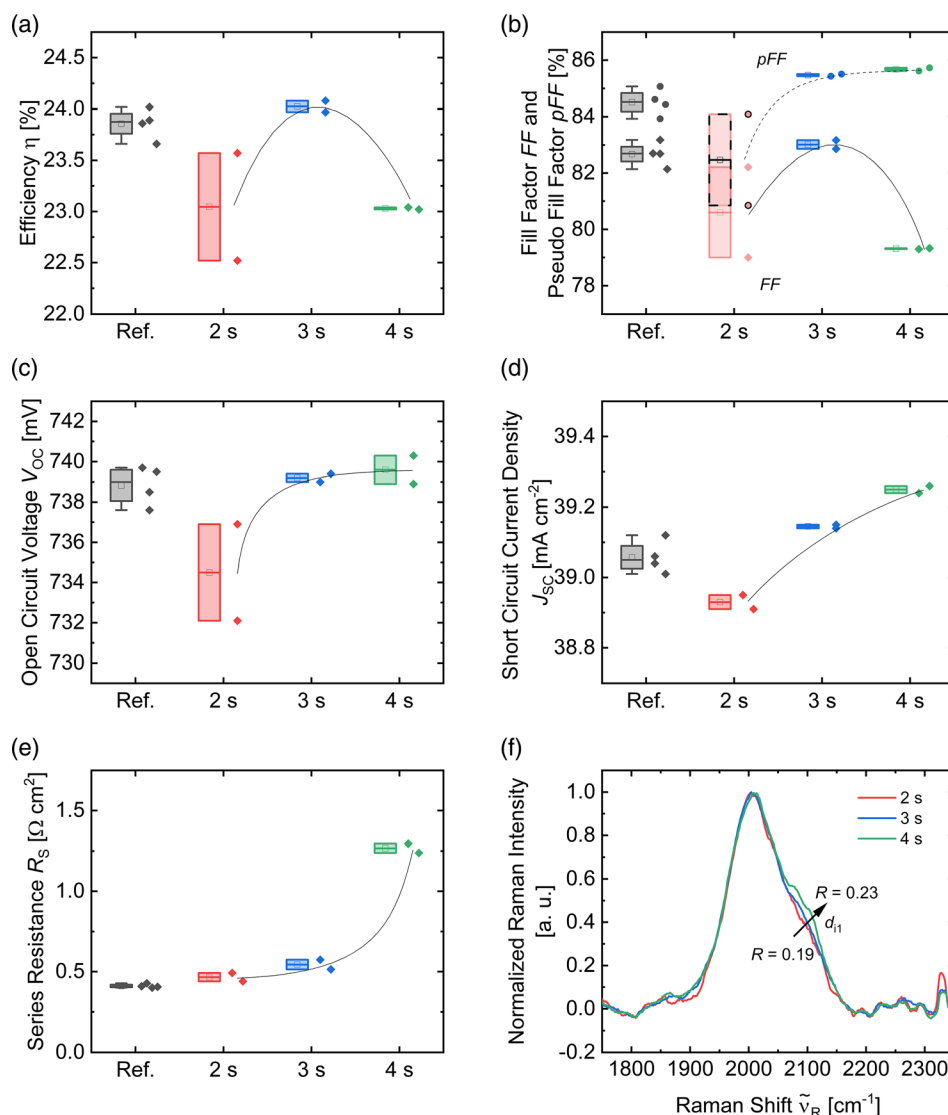 (a)
24.5
24.0
23.5
23.0
22.5
22.0
Efficiency η [%]
Ref.
2 s
3 s
4 s
(b)
86
84
82
80
78
Fill Factor FF and
Pseudo Fill Factor pFF [%]
pFF
FF
Ref.
2 s
3 s
4 s
(c)
742
740
738
736
734
732
730
Open Circuit Voltage VOC [mV]
Ref.
2 s
3 s
4 s
(d)
39.4
39.2
39.0
38.8
Short Circuit Current Density
JSC [mA cm-2]
Ref.
2 s
3 s
4 s
(e)
1.5
1.0
0.5
0.0
Series Resistance RS [Ω cm2]
Ref.
2 s
3 s
4 s
(f)
1.0
0.8
0.6
0.4
0.2
0.0
-0.2
Normalized Raman Intensity
[a. u.]
2 s
3 s
4 s
R = 0.23
di1
R = 0.19
1800
1900
2000
2100
2200
2300
Raman Shift ν̃R [cm-1]